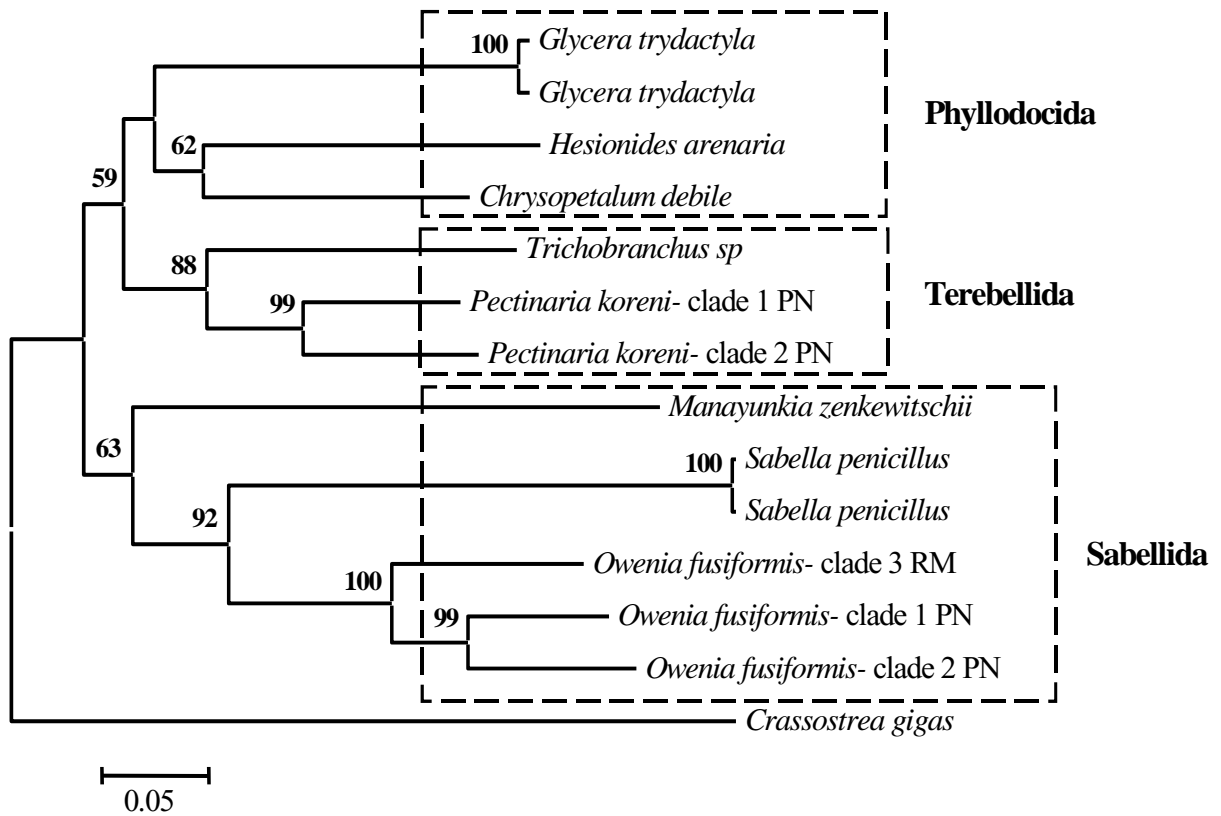 100
Glycera trydactyla
Glycera trydactyla
Phyllodocida
62
Hesionides arenaria
59
Chrysopetalum debile
88
Trichobranchus sp
99
Pectinaria koreni- clade 1 PN
Terebellida
Pectinaria koreni- clade 2 PN
63
Manayunkia zenkewitschii
100
Sabella penicillus
92
Sabella penicillus
Sabellida
100
Owenia fusiformis- clade 3 RM
99
Owenia fusiformis- clade 1 PN
Owenia fusiformis- clade 2 PN
Crassostrea gigas
0.05